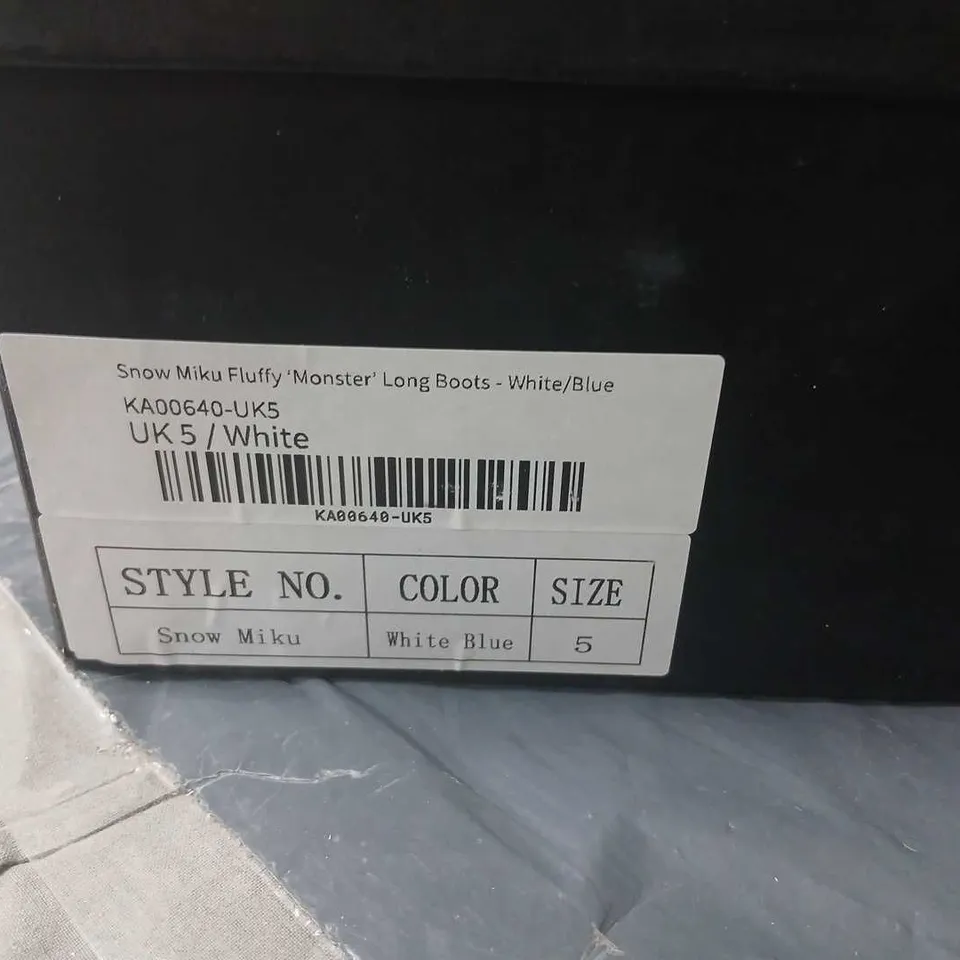 Snow Miku Fluffy ‘Monster’ Long Boots - White/Blue
KA00640-UK5
UK 5 / White
KA00640-UK5
STYLE NO. COLOR SIZE
Snow Miku White Blue 5